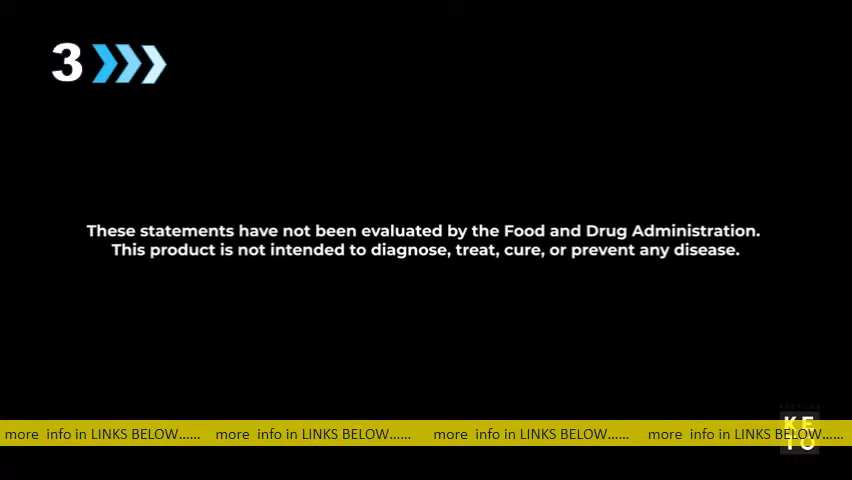 3
These statements have not been evaluated by the Food and Drug Administration.
This product is not intended to diagnose, treat, cure, or prevent any disease.
KE
TO
more info in LINKS BELOW...... more info in LINKS BELOW...... more info in LINKS BELOW...... more info in LINKS BELOW......